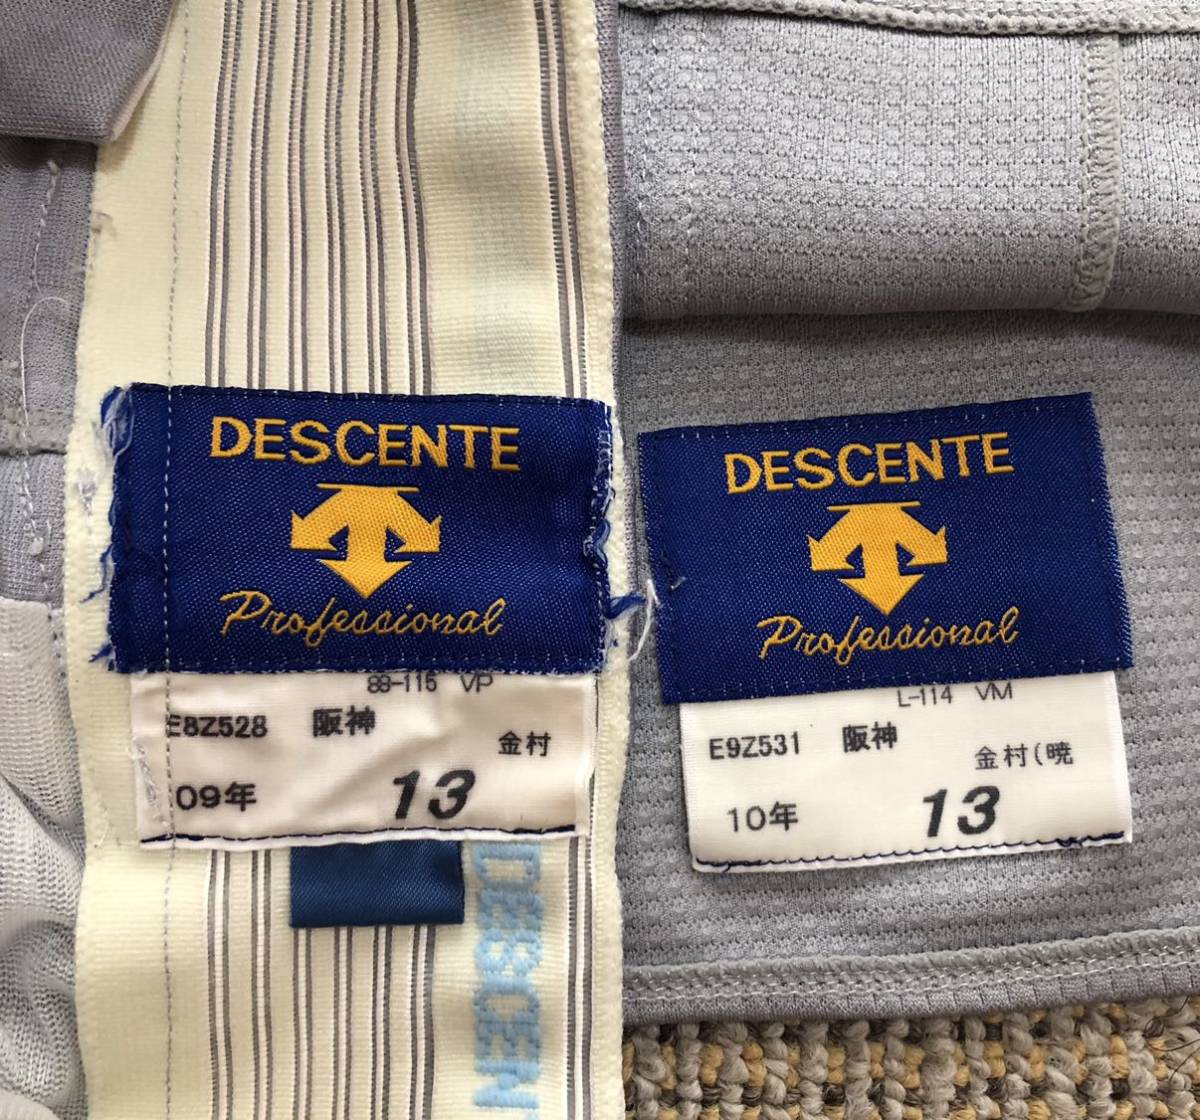 DESCENTE
Professional
88-115 VP
E8Z528 阪神
金村
09年 13
DESCEN
DESCENTE
Professional
L-114 VM
E9Z531 阪神
金村(暁
10年 13